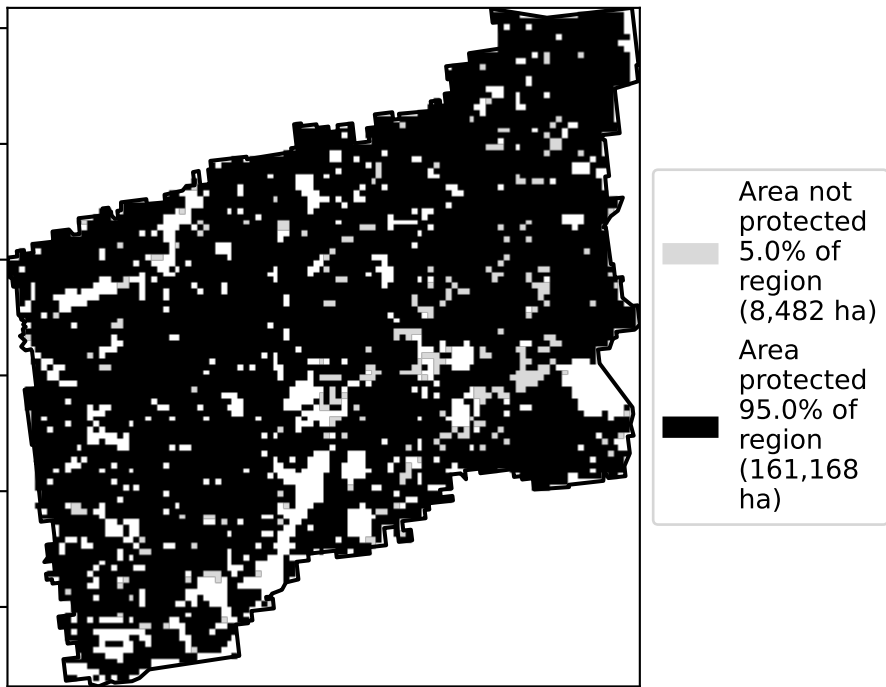 Area not
protected
5.0% of
region
(8,482 ha)
Area
protected
95.0% of
region
(161,168
ha)